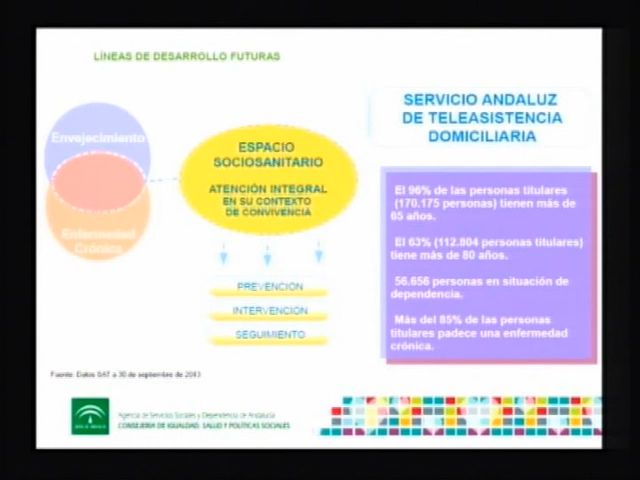 LÍNEAS DE DESARROLLO FUTURAS
Envejecimiento
Enfermedad
Crónica
ESPACIO
SOCIOSANITARIO
ATENCIÓN INTEGRAL
EN SU CONTEXTO
DE CONVIVENCIA
PREVENCIÓN
INTERVENCIÓN
SEGUIMIENTO
SERVICIO ANDALUZ
DE TELEASISTENCIA
DOMICILIARIA
El 96% de las personas titulares
(170.175 personas) tienen más de
65 años.
El 63% (112.804 personas titulares)
tiene más de 80 años.
56.656 personas en situación de
dependencia.
Más del 85% de las personas
titulares padece una enfermedad
crónica.
Fuente: Datos SAT a 30 de septiembre de 2013
Agencia de Servicios Sociales y Dependencia de Andalucía
CONSEJERÍA DE IGUALDAD, SALUD Y POLÍTICAS SOCIALES